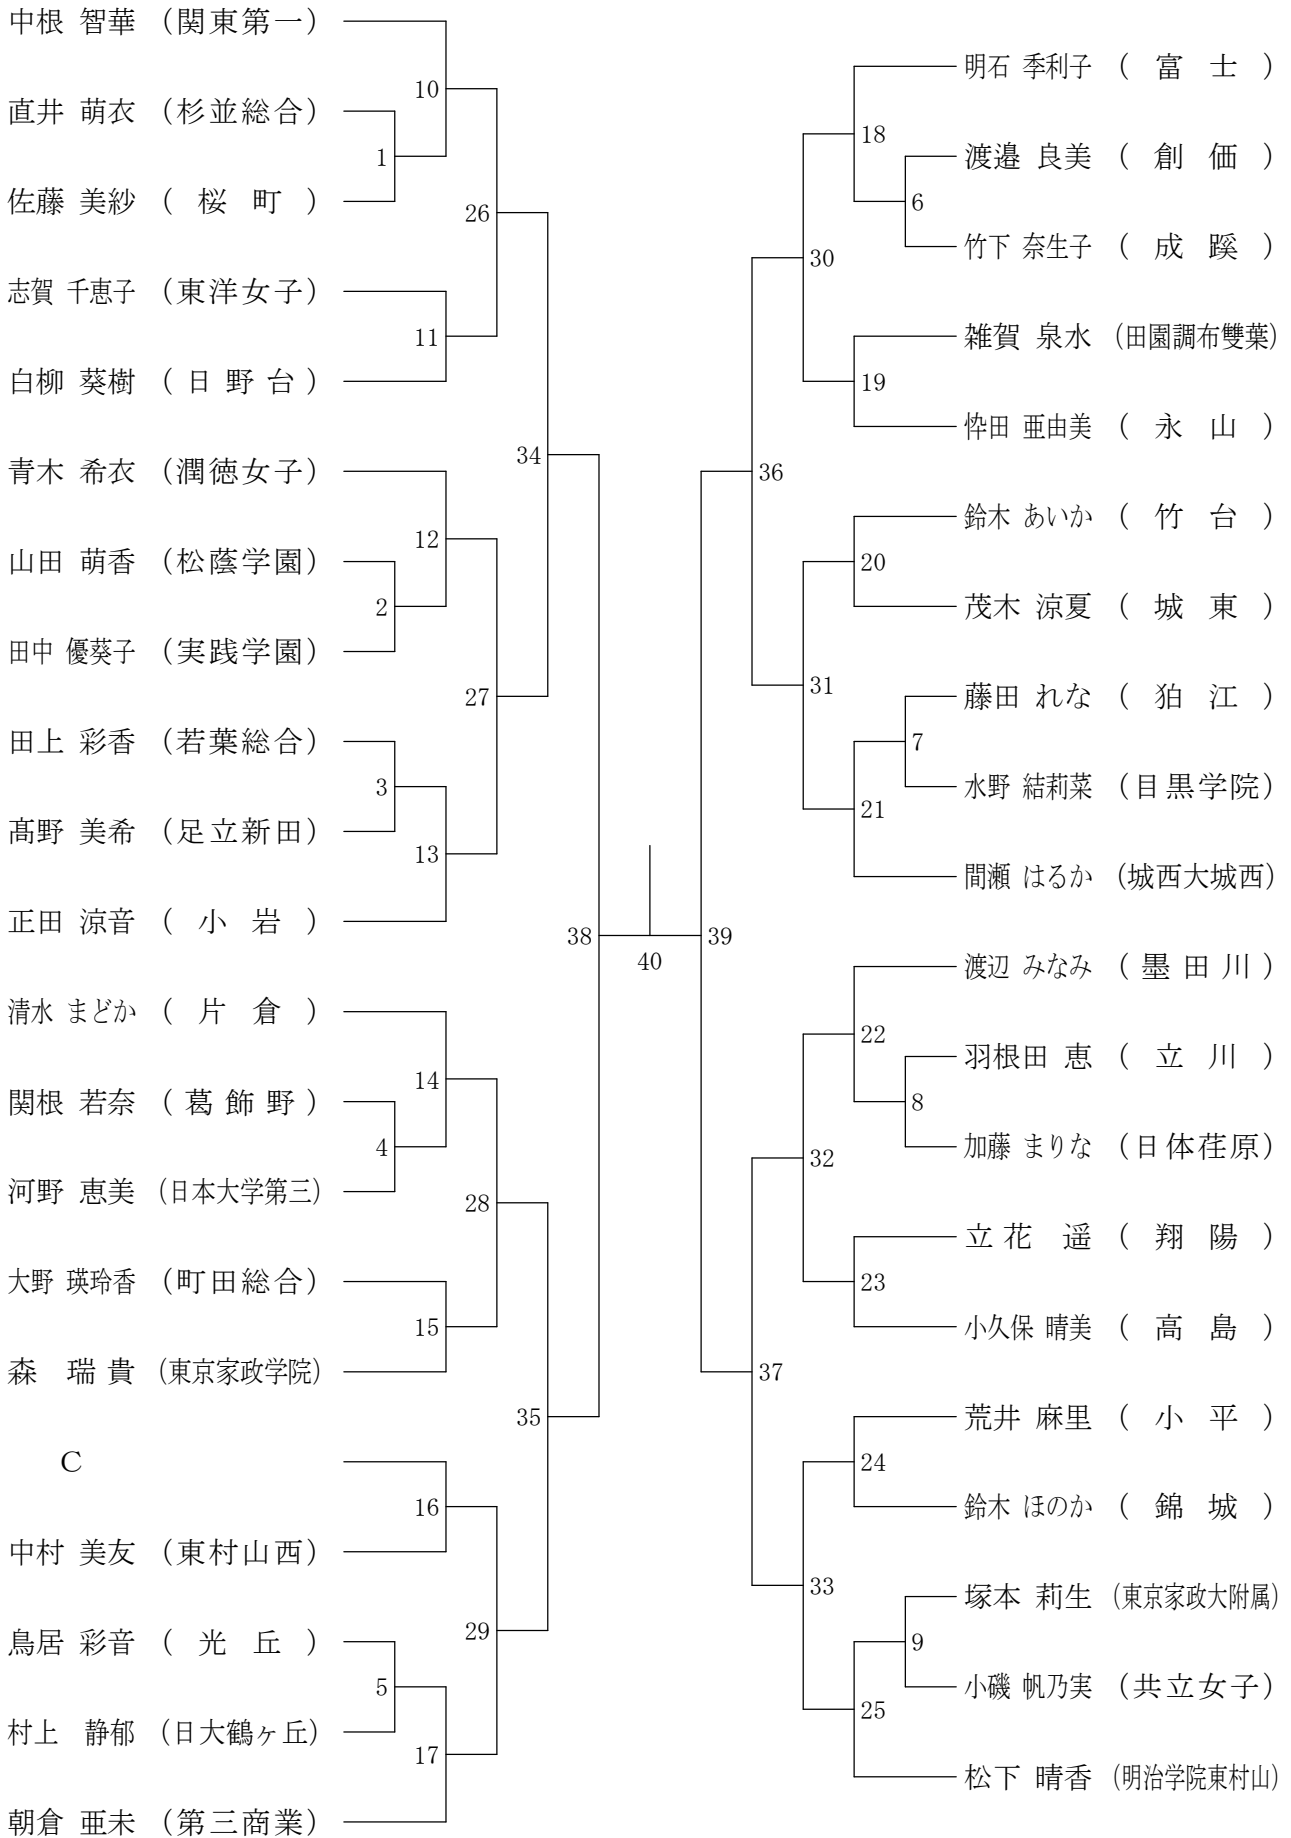 中根 智華 （関東第一）
直井 萌衣 （杉並総合）
佐藤 美紗 （ 桜 町 ）
志賀 千恵子 （東洋女子）
白柳 葵樹 （日野台）
青木 希衣 （潤徳女子）
山田 萌香 （松蔭学園）
田中 優葵子 （実践学園）
田上 彩香 （若葉総合）
髙野 美希 （足立新田）
正田 涼音 （ 小 岩 ）
清水 まどか （ 片 倉 ）
関根 若奈 （葛飾野）
河野 恵美 （日本大学第三）
大野 瑛玲香 （町田総合）
森 瑞貴 （東京家政学院）
C
中村 美友 （東村山西）
鳥居 彩音 （ 光 丘 ）
村上 静郁 （日大鶴ヶ丘）
朝倉 亜未 （第三商業）
1
2
3
4
5
10
11
12
13
14
15
16
17
26
27
28
29
34
35
38
40
39
36
37
30
31
32
33
18
19
20
21
22
23
24
25
6
7
8
9
明石 季利子 （ 富 士 ）
渡邉 良美 （ 創 価 ）
竹下 奈生子 （ 成 蹊 ）
雑賀 泉水 （田園調布雙葉）
忰田 亜由美 （ 永 山 ）
鈴木 あいか （ 竹 台 ）
茂木 涼夏 （ 城 東 ）
藤田 れな （ 狛 江 ）
水野 結莉菜 （目黒学院）
間瀬 はるか （城西大城西）
渡辺 みなみ （墨田川）
羽根田 恵 （ 立 川 ）
加藤 まりな （日体荏原）
立花 遥 （ 翔 陽 ）
小久保 晴美 （ 高 島 ）
荒井 麻里 （ 小 平 ）
鈴木 ほのか （ 錦 城 ）
塚本 莉生 （東京家政大附属）
小磯 帆乃実 （共立女子）
松下 晴香 （明治学院東村山）